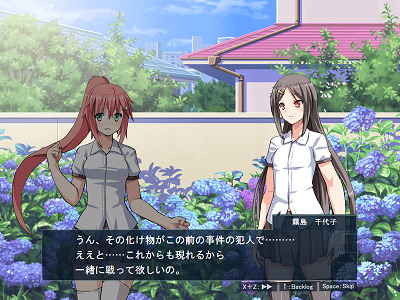 霧島　千代子
うん、その化け物がこの前の事件の犯人で………
ええと……これからも現れるから
一緒に戦って欲しいの。
X+Z: ▶▶ | ↑: Backlog | Space: Skip